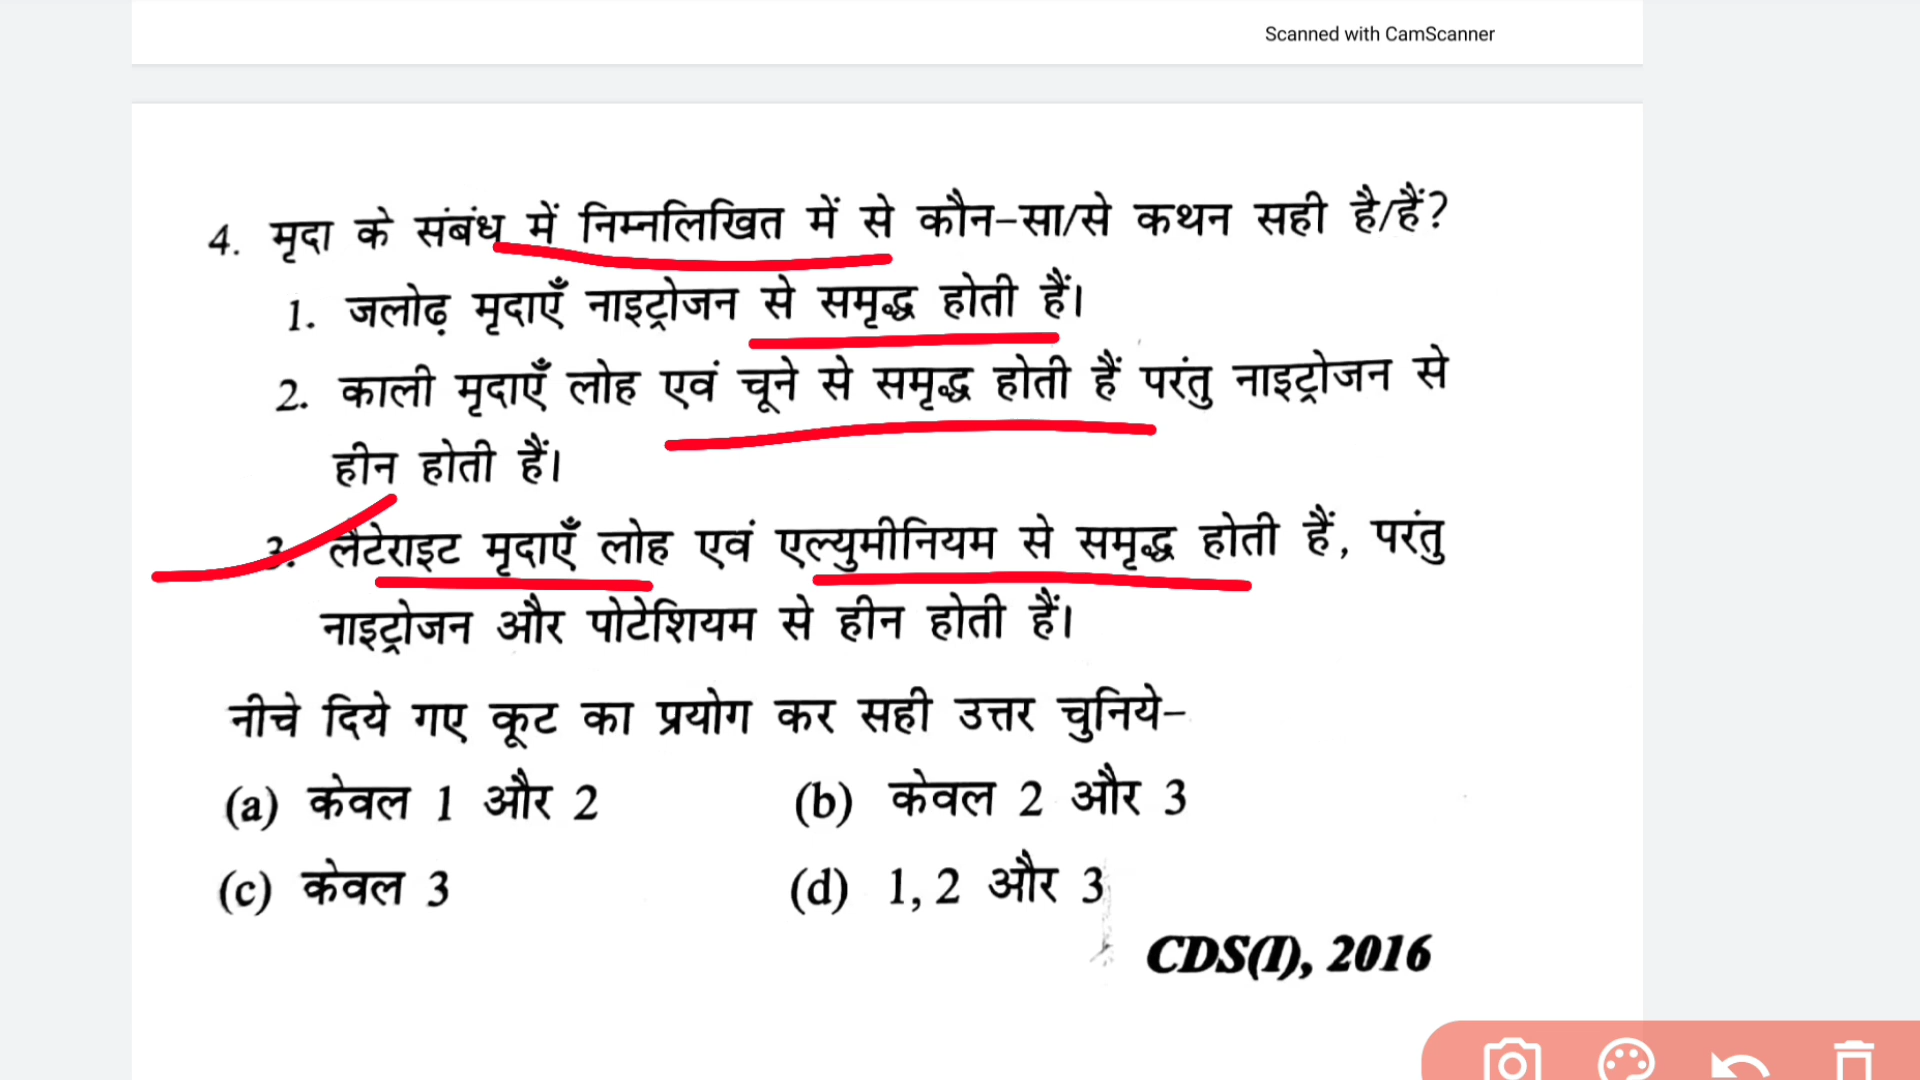 Scanned with CamScanner
4. मृदा के संबंध में निम्नलिखित में से कौन-सा/से कथन सही है/हैं?
1. जलोढ़ मृदाएँ नाइट्रोजन से समृद्ध होती हैं।
2. काली मृदाएँ लोह एवं चूने से समृद्ध होती हैं परंतु नाइट्रोजन से
हीन होती हैं।
3. लैटेराइट मृदाएँ लोह एवं एल्युमीनियम से समृद्ध होती हैं, परंतु
नाइट्रोजन और पोटेशियम से हीन होती हैं।
नीचे दिये गए कूट का प्रयोग कर सही उत्तर चुनिये-
(a) केवल 1 और 2 (b) केवल 2 और 3
(c) केवल 3 (d) 1, 2 और 3
CDS(I), 2016